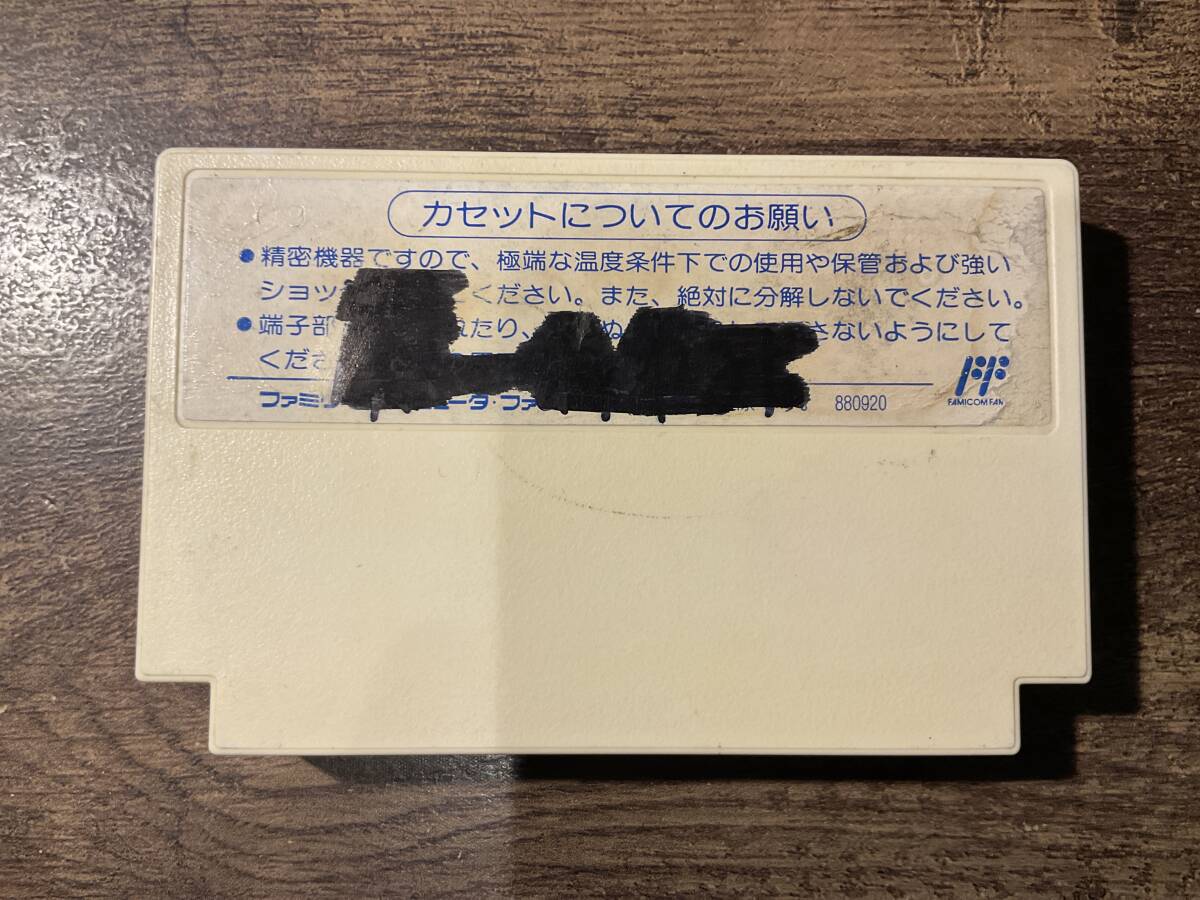 カセットについてのお願い
●精密機器ですので、極端な温度条件下での使用や保管および強い
ショッ ください。また、絶対に分解しないでください。
●端子部 たり、 ぬ さないようにして
くださ
ファミリ ータ・ファ 880920
FAMICOM FAN